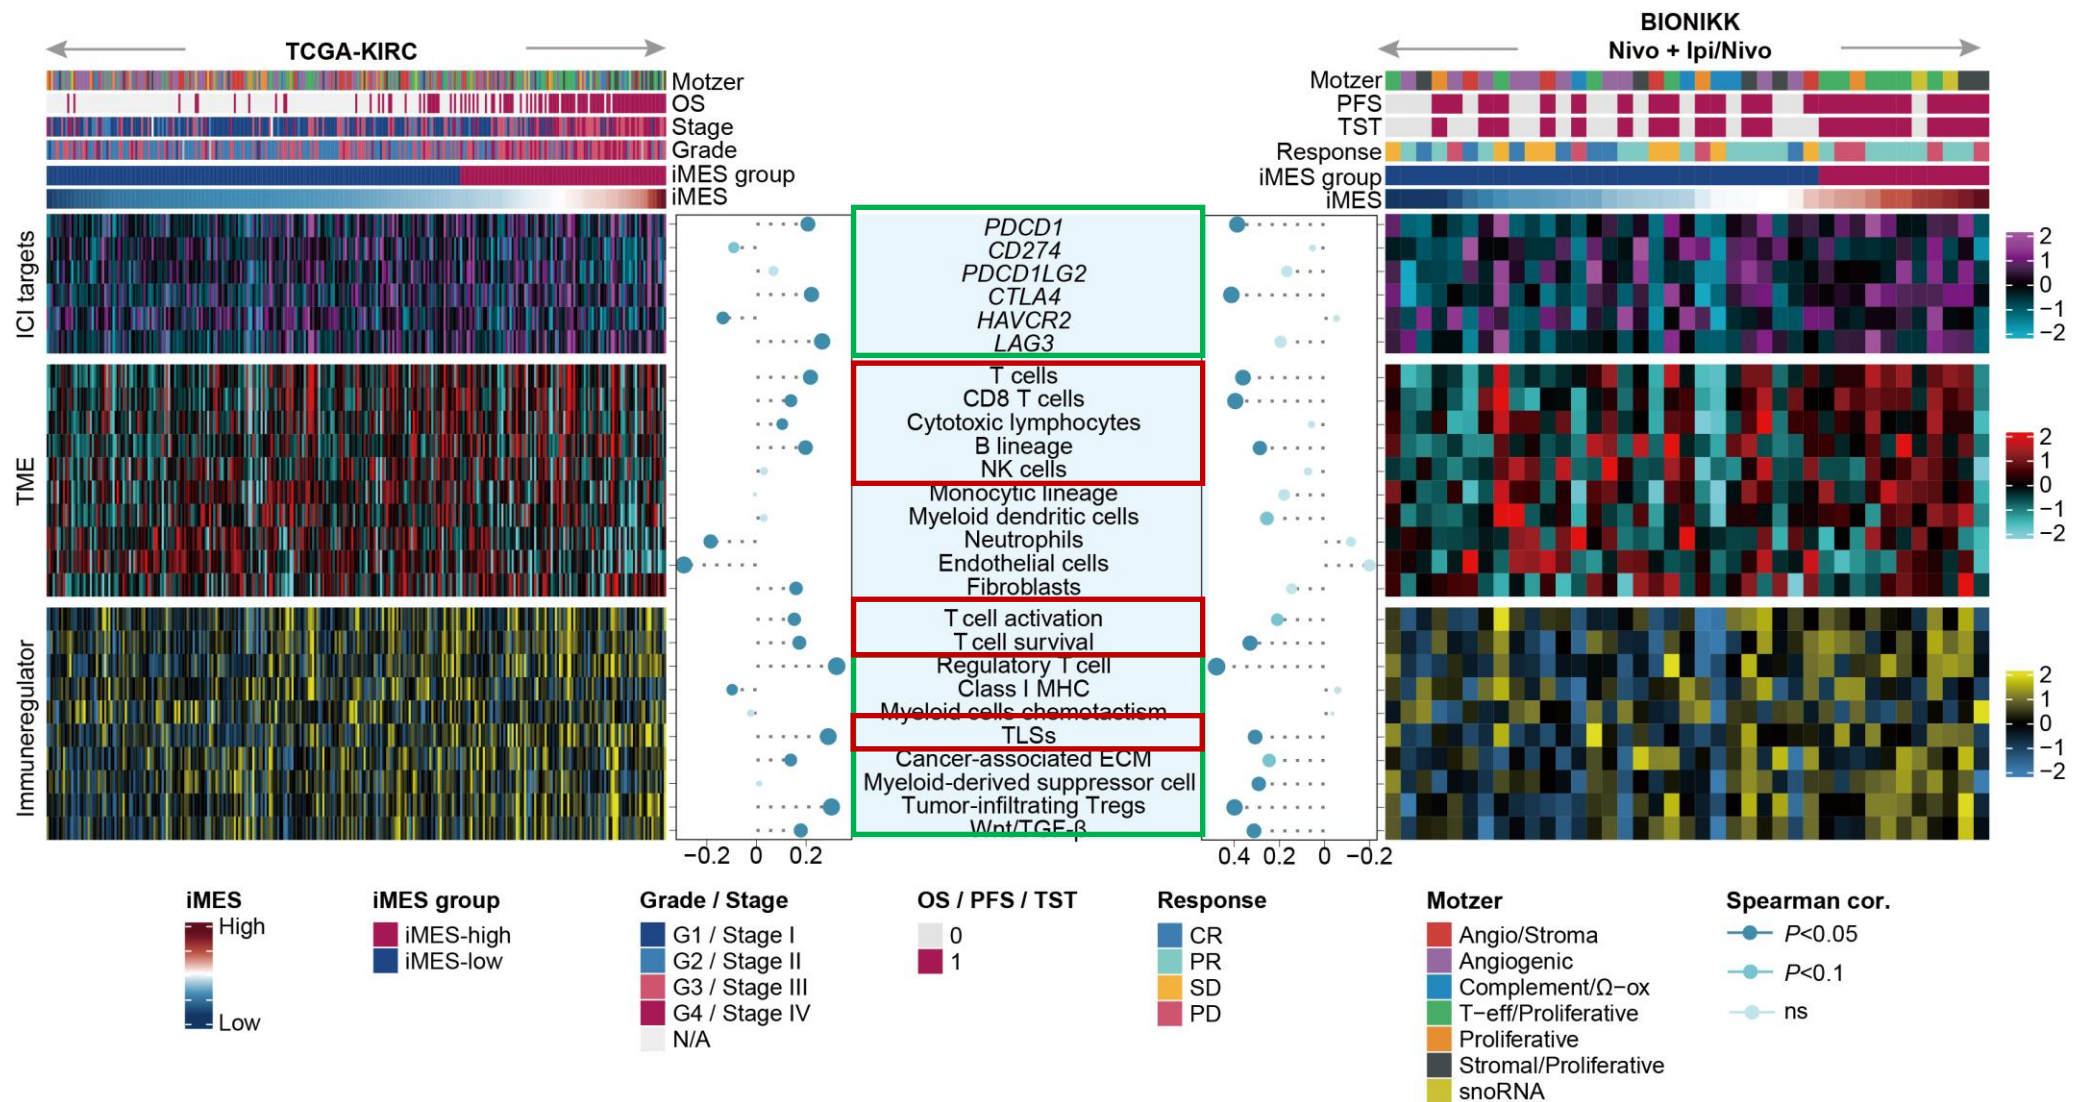 TCGA-KIRC
BIONIKK
Nivo + Ipi/Nivo
Motzer
OS
Stage
Grade
iMES group
iMES
Motzer
PFS
TST
Response
iMES group
iMES
ICI targets
TME
Immuneregulator
PDCD1
CD274
PDCD1LG2
CTLA4
HAVCR2
LAG3
T cells
CD8 T cells
Cytotoxic lymphocytes
B lineage
NK cells
Monocytic lineage
Myeloid dendritic cells
Neutrophils
Endothelial cells
Fibroblasts
T cell activation
T cell survival
Regulatory T cell
Class I MHC
Myeloid cells chemotactism
TLSs
Cancer-associated ECM
Myeloid-derived suppressor cell
Tumor-infiltrating Tregs
Wnt/TGF-β
−0.2 0 0.2
0.4 0.2 0 −0.2
2
1
0
−1
−2
2
1
0
−1
−2
2
1
0
−1
−2
iMES
High
Low
iMES group
iMES-high
iMES-low
Grade / Stage
G1 / Stage I
G2 / Stage II
G3 / Stage III
G4 / Stage IV
N/A
OS / PFS / TST
0
1
Response
CR
PR
SD
PD
Motzer
Angio/Stroma
Angiogenic
Complement/Ω−ox
T−eff/Proliferative
Proliferative
Stromal/Proliferative
snoRNA
Spearman cor.
P<0.05
P<0.1
ns